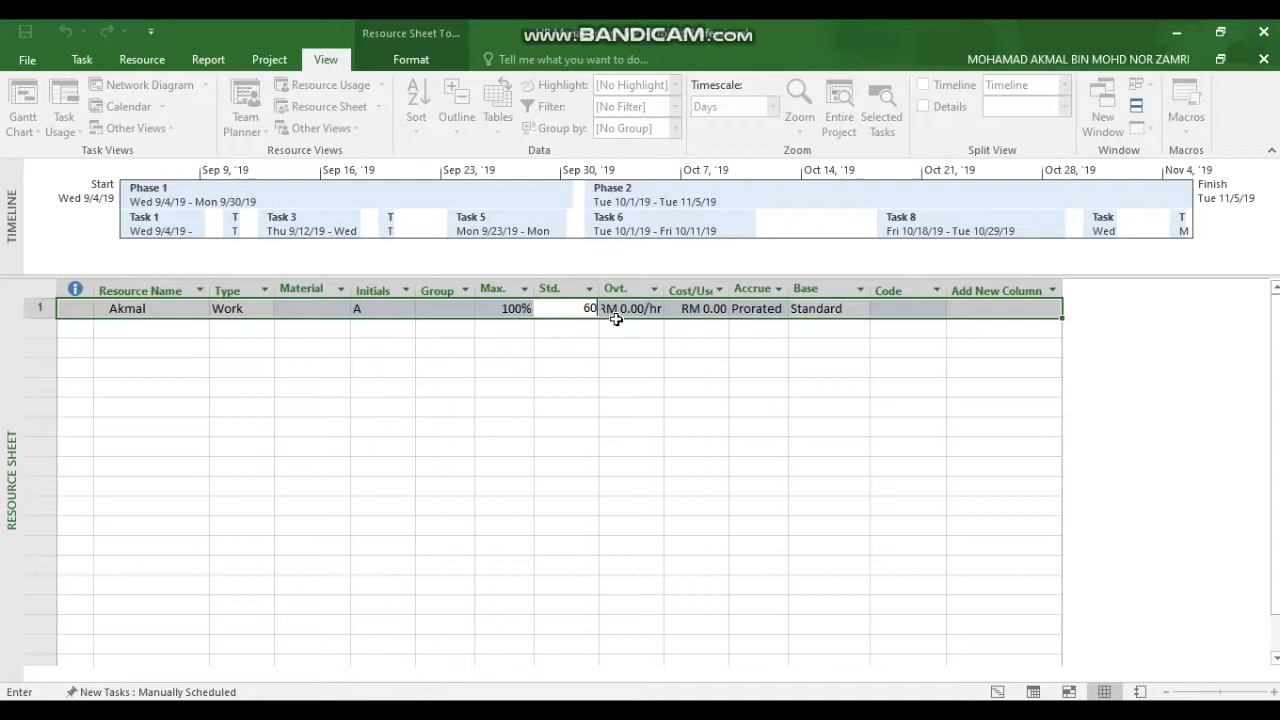 Resource Sheet To...
www.BANDICAM.com
File Task Resource Report Project View Format Tell me what you want to do... MOHAMAD AKMAL BIN MOHD NOR ZAMRI
Gantt Chart
Task Usage
Network Diagram
Calendar
Other Views
Task Views
Team Planner
Resource Usage
Resource Sheet
Other Views
Resource Views
Sort
Outline
Tables
Highlight: [No Highlight]
Filter: [No Filter]
Group by: [No Group]
Data
Timescale:
Days
Zoom
Entire Project
Selected Tasks
Zoom
Timeline Timeline
Details
Split View
New Window
Window
Macros
Macros
TIMELINE
Sep 9, '19 Sep 16, '19 Sep 23, '19 Sep 30, '19 Oct 7, '19 Oct 14, '19 Oct 21, '19 Oct 28, '19 Nov 4, '19
Start
Wed 9/4/19
Phase 1
Wed 9/4/19 - Mon 9/30/19
Phase 2
Tue 10/1/19 - Tue 11/5/19
Finish
Tue 11/5/19
Task 1 T Task 3 T Task 5 Task 6 Task 8 Task T
Wed 9/4/19 - T Thu 9/12/19 - Wed T Mon 9/23/19 - Mon Tue 10/1/19 - Fri 10/11/19 Fri 10/18/19 - Tue 10/29/19 Wed M
Resource Name Type Material Initials Group Max. Std. Ovt. Cost/Us Accrue Base Code Add New Column
1 Akmal Work A 100% 60 RM 0.00/hr RM 0.00 Prorated Standard
RESOURCE SHEET
Enter New Tasks : Manually Scheduled